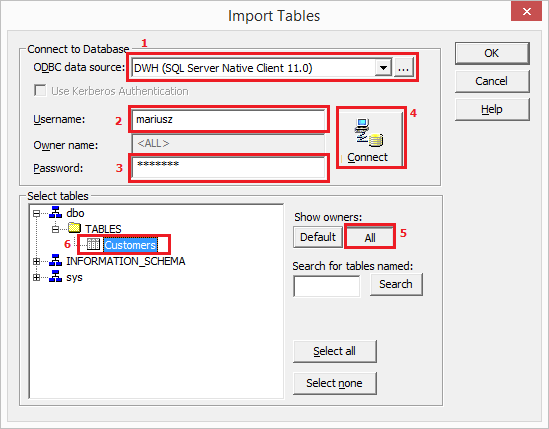 Import Tables
Connect to Database 1
ODBC data source: DWH (SQL Server Native Client 11.0) ...
Use Kerberos Authentication
Username: 2 mariusz
Owner name: <ALL>
Password: 3 *******
4
Connect
OK
Cancel
Help
Select tables
dbo
TABLES
6 Customers
INFORMATION_SCHEMA
sys
Show owners:
Default All 5
Search for tables named:
Search
Select all
Select none